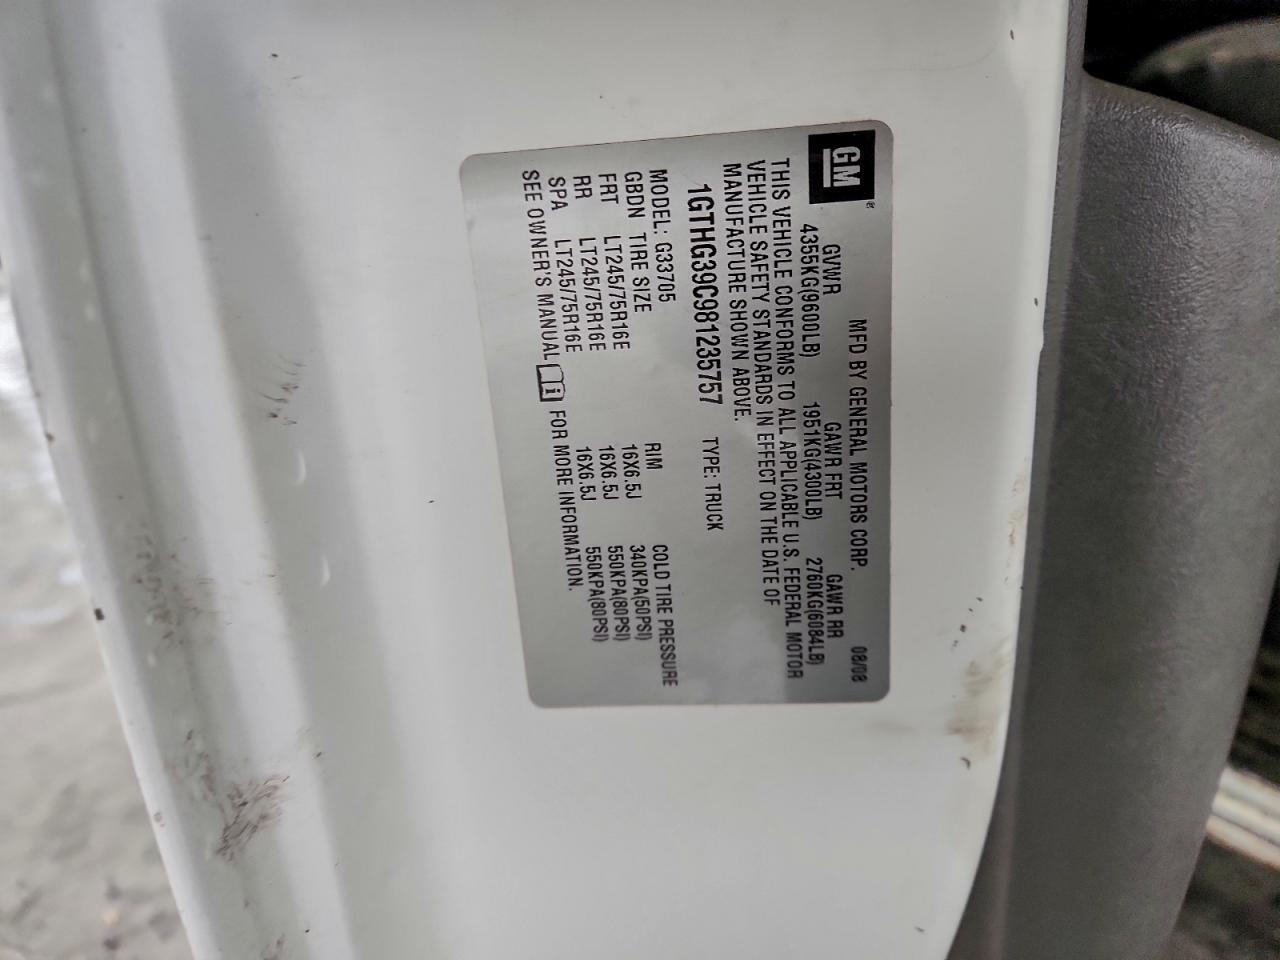 GM®
MFD BY GENERAL MOTORS CORP. 08/08
GVWR GAWR FRT GAWR RR
4355KG(9600LB) 1951KG(4300LB) 2760KG(6084LB)
THIS VEHICLE CONFORMS TO ALL APPLICABLE U.S. FEDERAL MOTOR
VEHICLE SAFETY STANDARDS IN EFFECT ON THE DATE OF
MANUFACTURE SHOWN ABOVE.
1GTHG39C981235757 TYPE: TRUCK
MODEL: G33705
GBDN TIRE SIZE RIM COLD TIRE PRESSURE
FRT LT245/75R16E 16X6.5J 340KPA(50PSI)
RR LT245/75R16E 16X6.5J 550KPA(80PSI)
SPA LT245/75R16E 16X6.5J 550KPA(80PSI)
SEE OWNER'S MANUAL i FOR MORE INFORMATION.